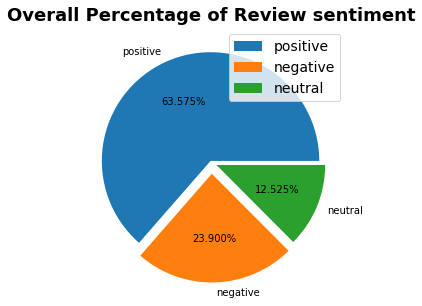 Overall Percentage of Review sentiment
positive
negative
neutral
positive
63.575%
12.525%
neutral
23.900%
negative